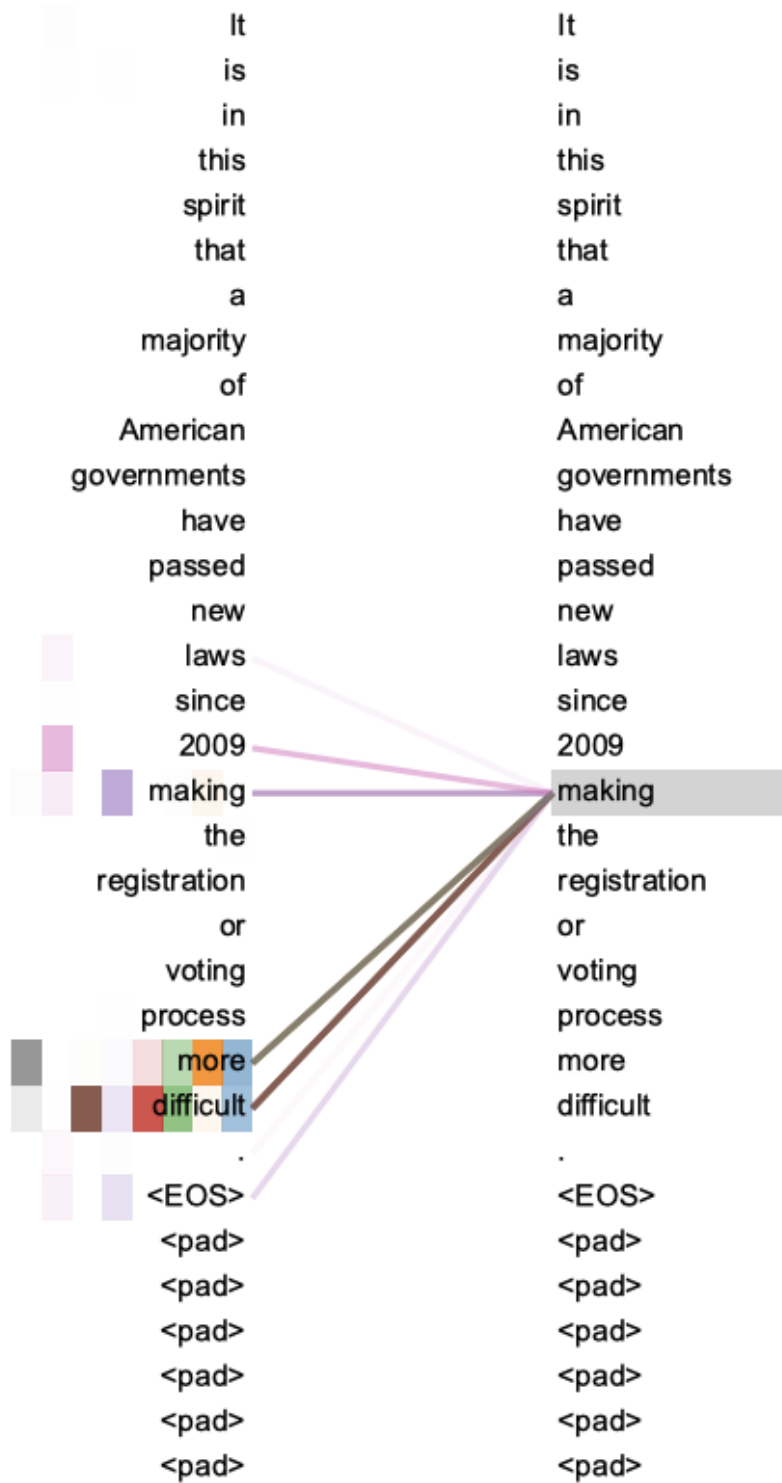 It It
is is
in in
this this
spirit spirit
that that
a a
majority majority
of of
American American
governments governments
have have
passed passed
new new
laws laws
since since
2009 2009
making making
the the
registration registration
or or
voting voting
process process
more more
difficult difficult
. .
<EOS> <EOS>
<pad> <pad>
<pad> <pad>
<pad> <pad>
<pad> <pad>
<pad> <pad>
<pad> <pad>